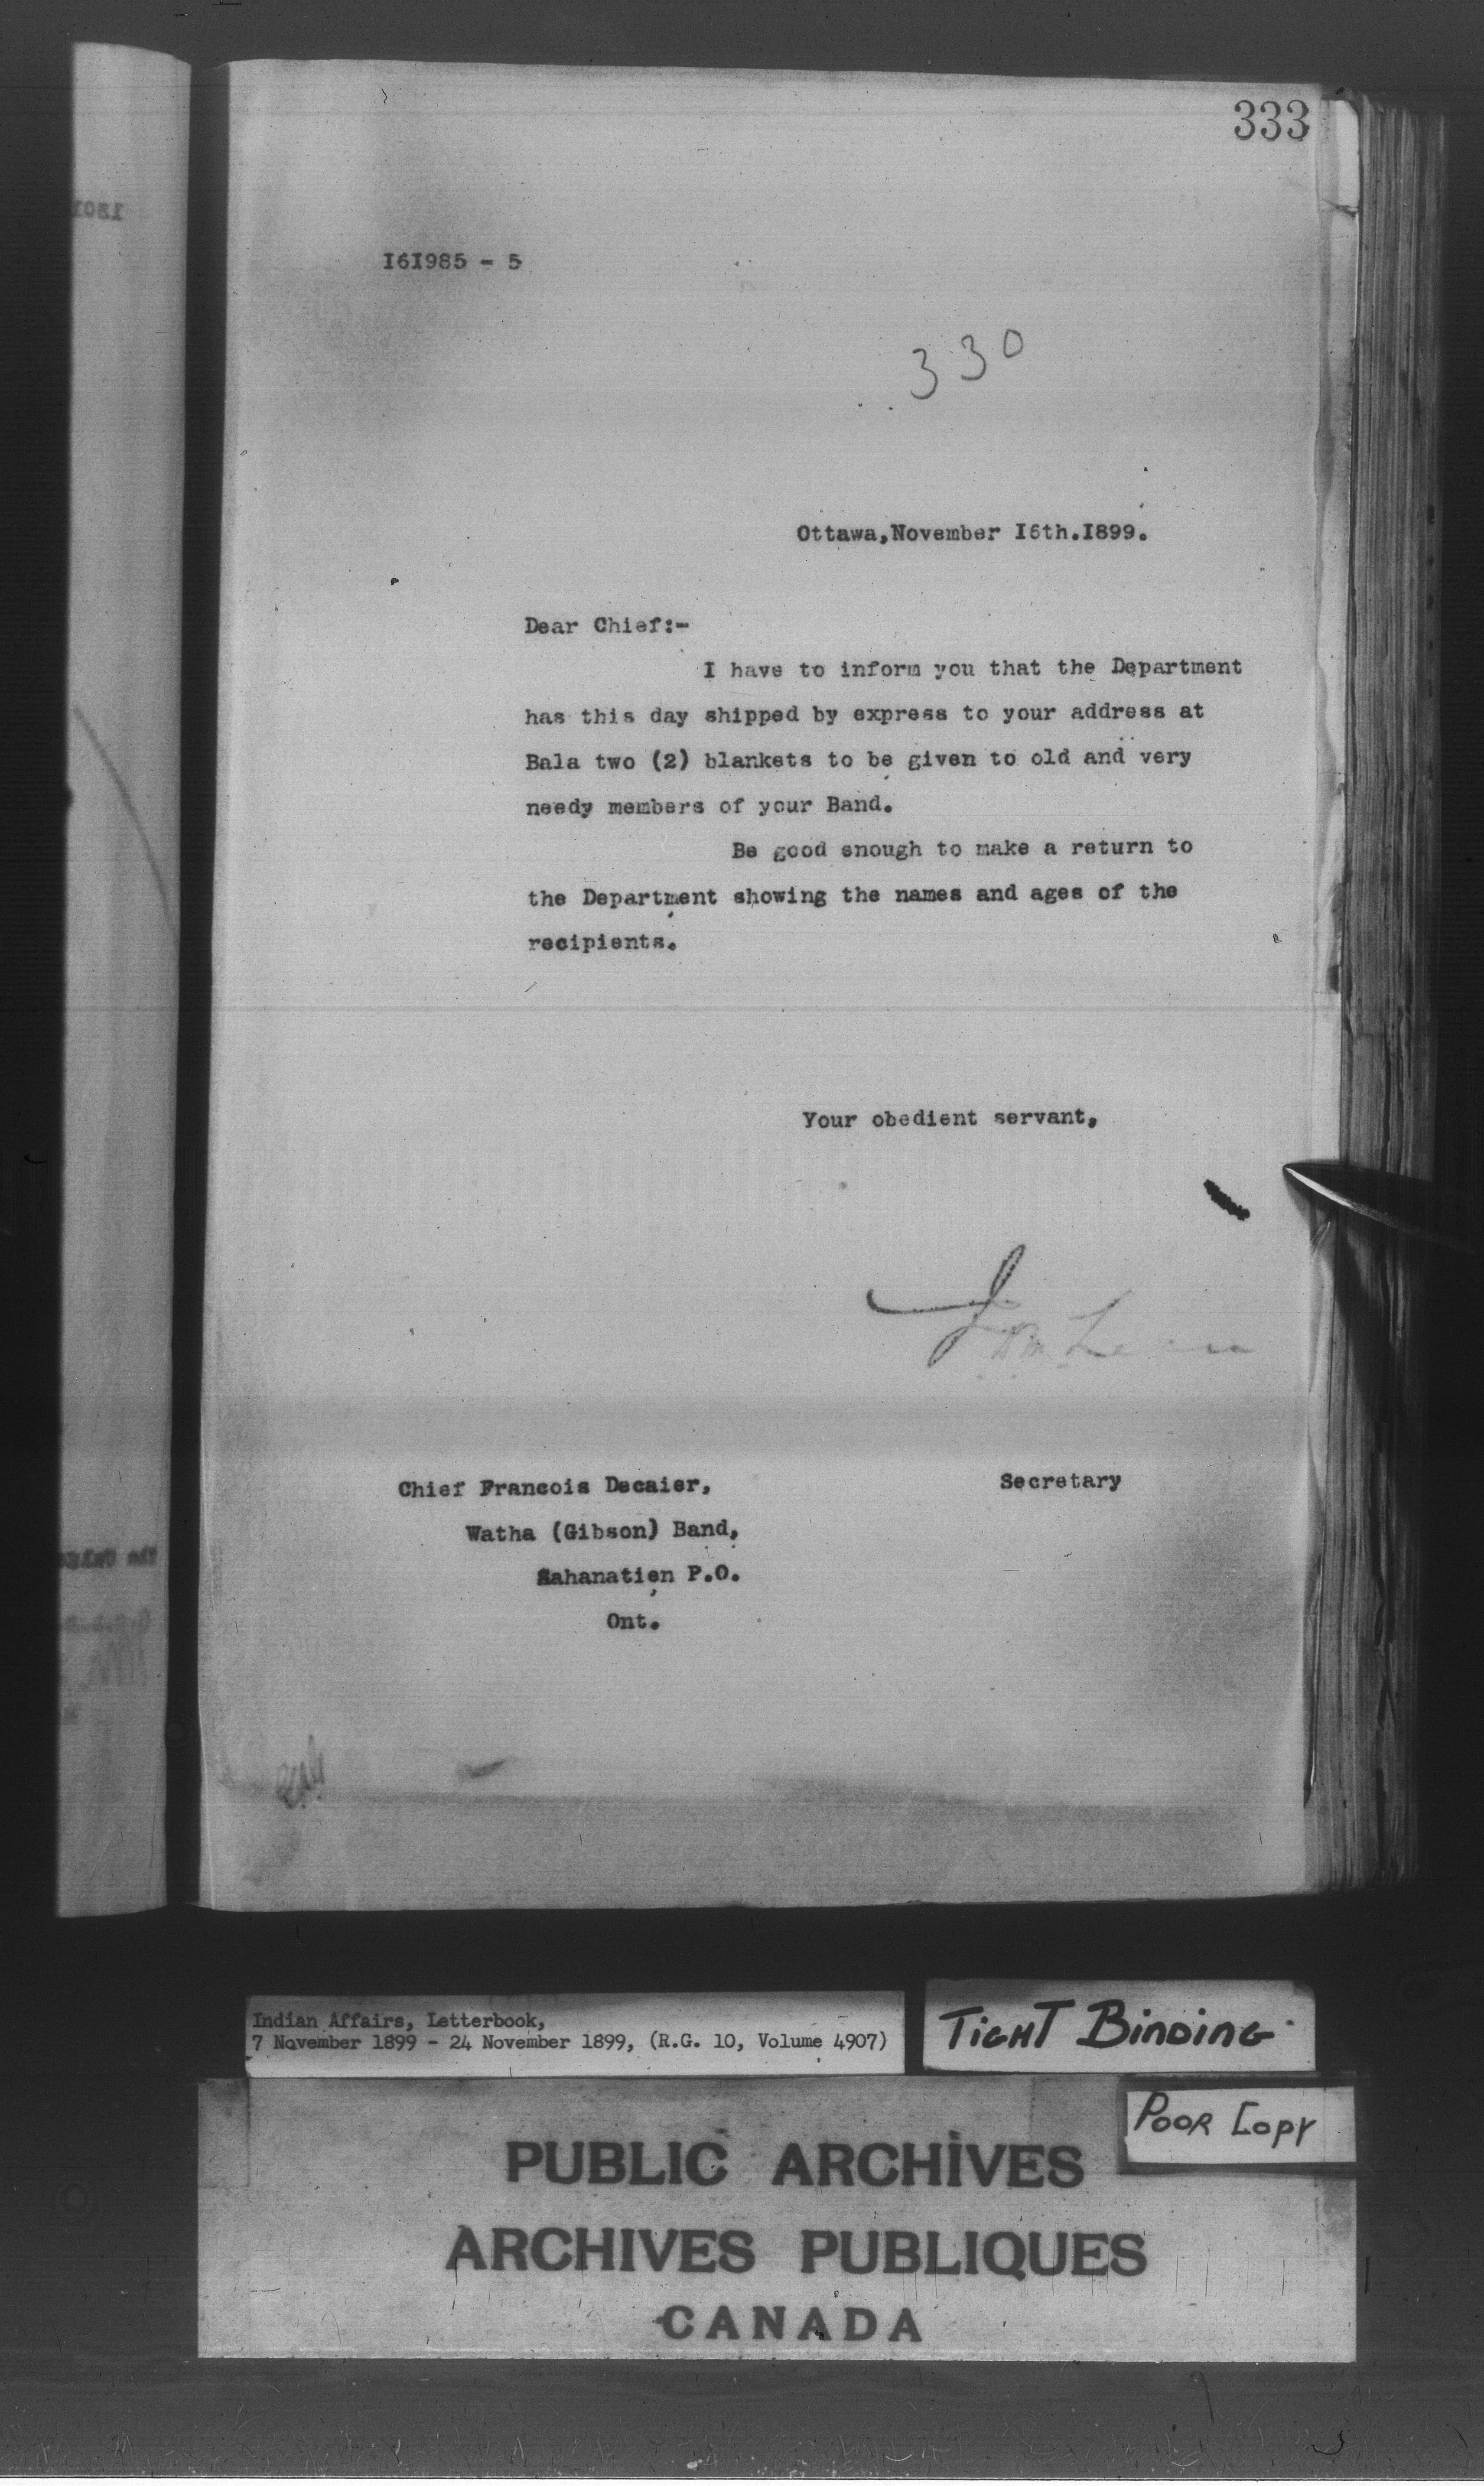 333
I6I985 - 5
330
Ottawa,November I6th.I899.
Dear Chief:-
I have to inform you that the Department
has this day shipped by express to your address at
Bala two (2) blankets to be given to old and very
needy members of your Band.
Be good enough to make a return to
the Department showing the names and ages of the
recipients.
Your obedient servant,
Secretary
Chief Francois Decaier,
Watha (Gibson) Band,
Sahanatien P.O.
Ont.
Indian Affairs, Letterbook,
7 November 1899 - 24 November 1899, (R.G. 10, Volume 4907)
TIGHT BINDING
POOR COPY
PUBLIC ARCHIVES
ARCHIVES PUBLIQUES
CANADA